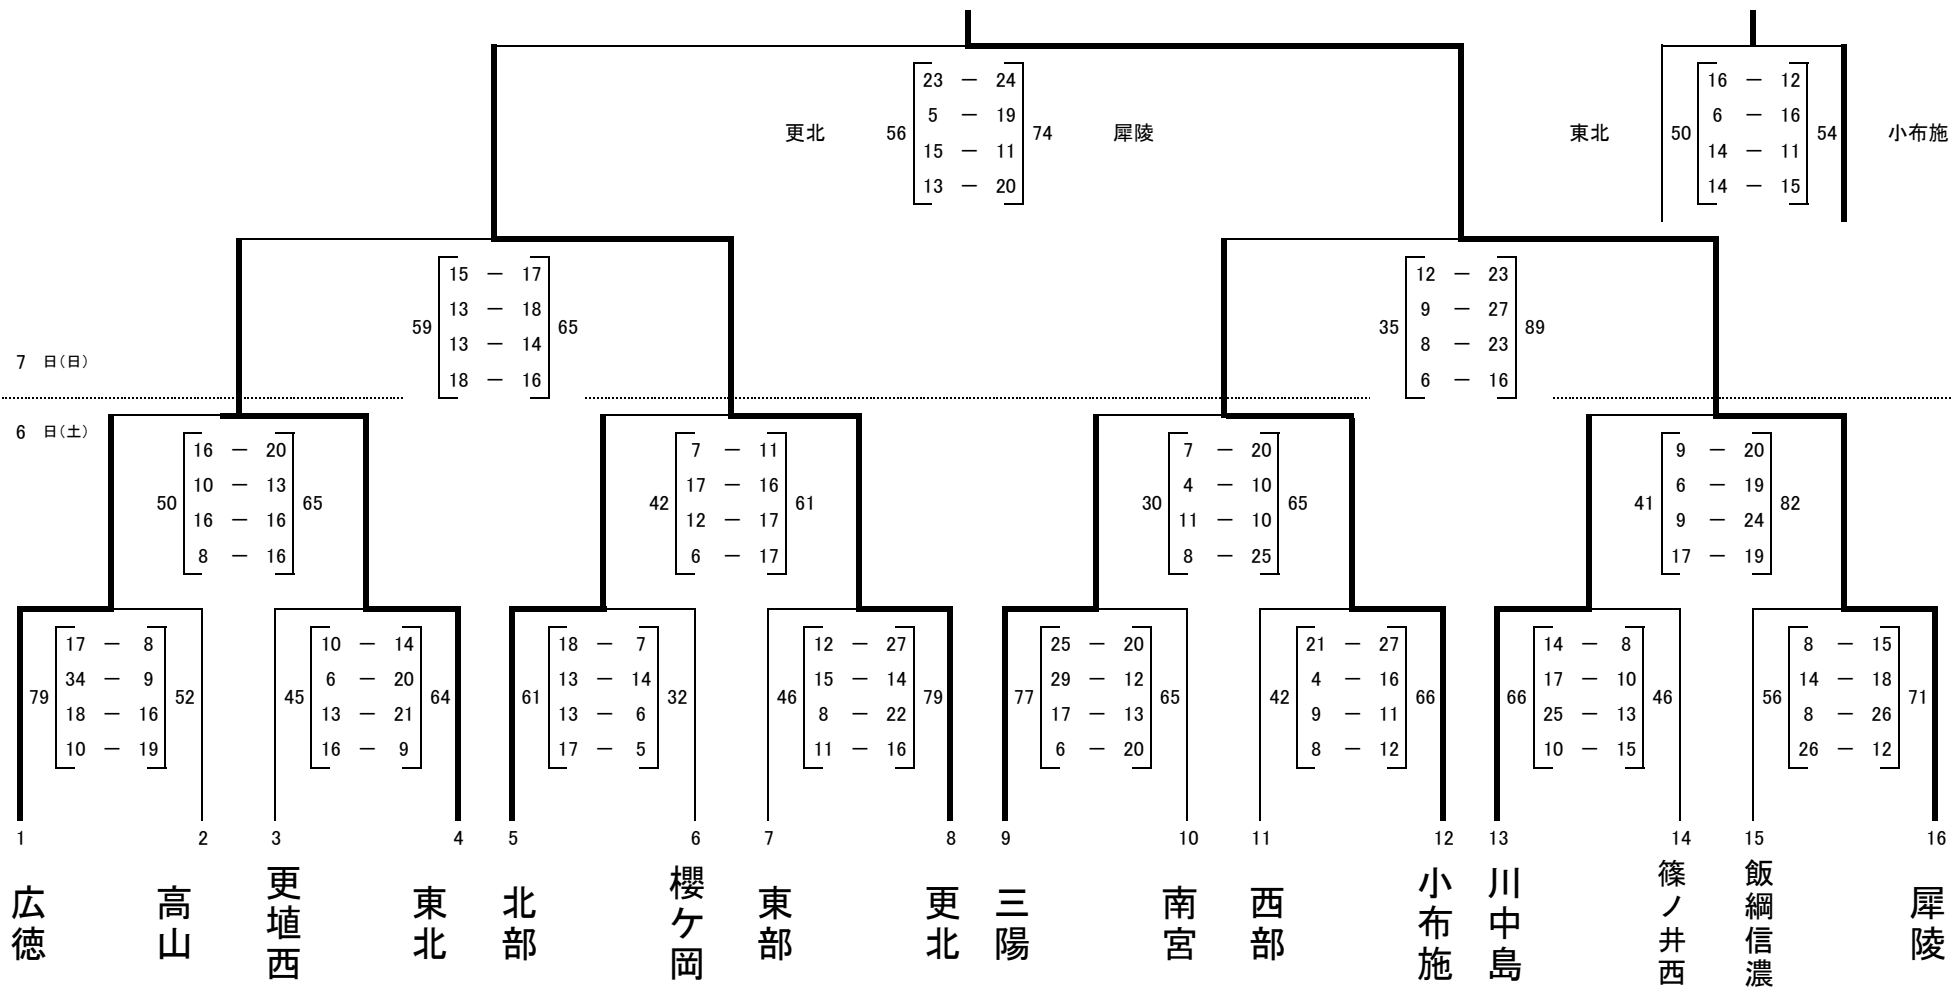 23 － 24
5 － 19
15 － 11
13 － 20
更北 56 74 犀陵
16 － 12
6 － 16
14 － 11
14 － 15
東北 50 54 小布施
15 － 17
13 － 18
13 － 14
18 － 16
59 65
12 － 23
9 － 27
8 － 23
6 － 16
35 89
7 日(日)
6 日(土)
16 － 20
10 － 13
16 － 16
8 － 16
50 65
7 － 11
17 － 16
12 － 17
6 － 17
42 61
7 － 20
4 － 10
11 － 10
8 － 25
30 65
9 － 20
6 － 19
9 － 24
17 － 19
41 82
17 － 8
34 － 9
18 － 16
10 － 19
79 52
10 － 14
6 － 20
13 － 21
16 － 9
45 64
18 － 7
13 － 14
13 － 6
17 － 5
61 32
12 － 27
15 － 14
8 － 22
11 － 16
46 79
25 － 20
29 － 12
17 － 13
6 － 20
77 65
21 － 27
4 － 16
9 － 11
8 － 12
42 66
14 － 8
17 － 10
25 － 13
10 － 15
66 46
8 － 15
14 － 18
8 － 26
26 － 12
56 71
1 2 3 4 5 6 7 8 9 10 11 12 13 14 15 16
広徳
高山
更埴西
東北
北部
櫻ケ岡
東部
更北
三陽
南宮
西部
小布施
川中島
篠ノ井西
飯綱信濃
犀陵